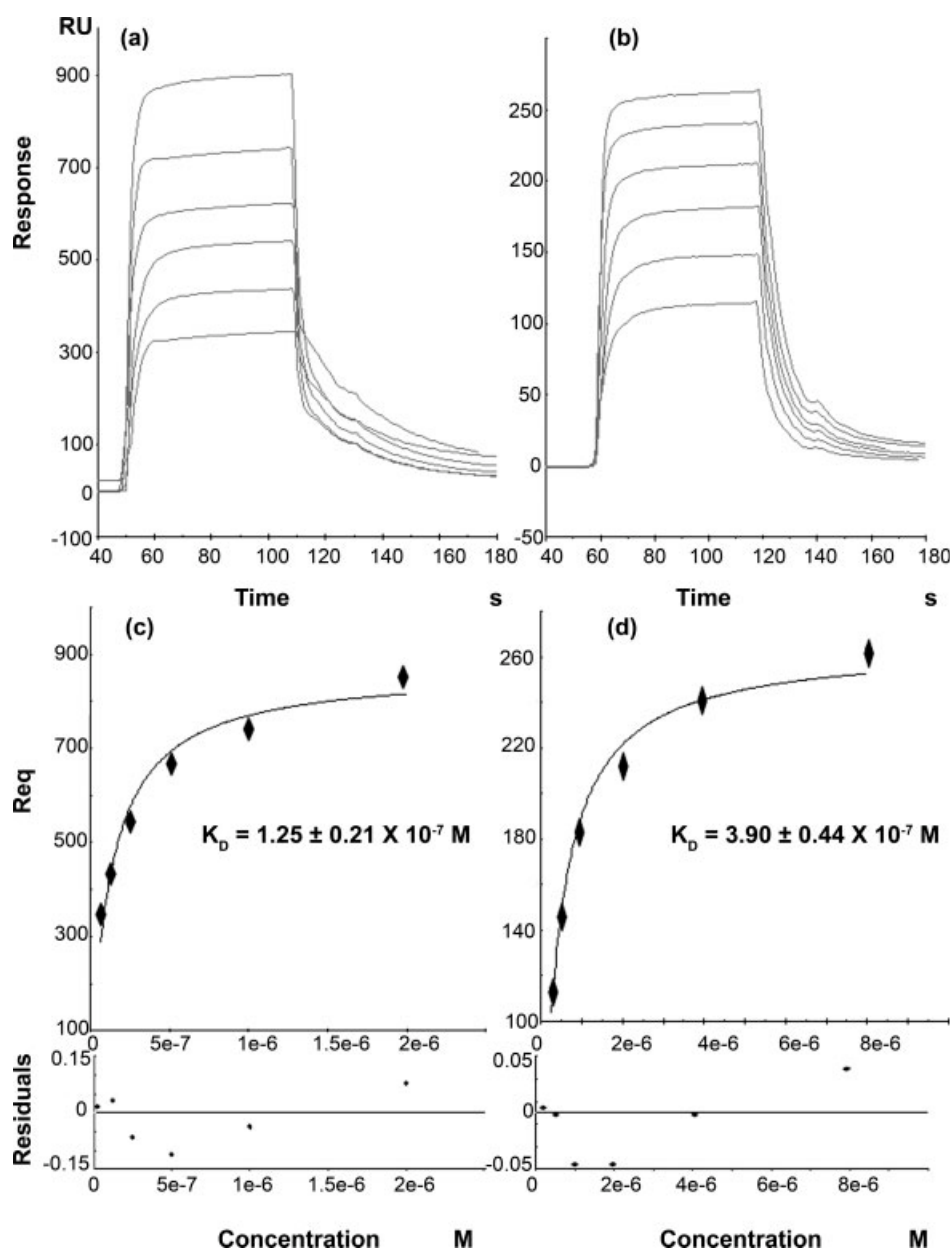 RU
(a)
(b)
900
700
500
300
100
0
-100
Response
250
200
150
100
50
0
-50
40 60 80 100 120 140 160 180
40 60 80 100 120 140 160 180
Time s
Time s
(c)
(d)
900
700
500
300
100
Req
260
220
180
140
100
K_D = 1.25 ± 0.21 X 10^-7 M
K_D = 3.90 ± 0.44 X 10^-7 M
5e-7 1e-6 1.5e-6 2e-6
2e-6 4e-6 6e-6 8e-6
0.15
0
-0.15
Residuals
0.05
0
-0.05
0 5e-7 1e-6 1.5e-6 2e-6
0 2e-6 4e-6 6e-6 8e-6
Concentration M
Concentration M